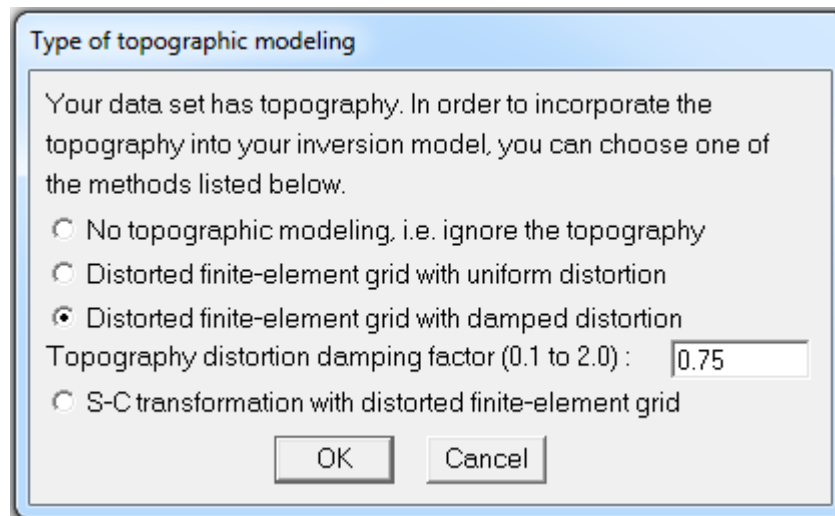 Type of topographic modeling
Your data set has topography. In order to incorporate the
topography into your inversion model, you can choose one of
the methods listed below.
No topographic modeling, i.e. ignore the topography
Distorted finite-element grid with uniform distortion
Distorted finite-element grid with damped distortion
Topography distortion damping factor (0.1 to 2.0) : 0.75
S-C transformation with distorted finite-element grid
OK Cancel